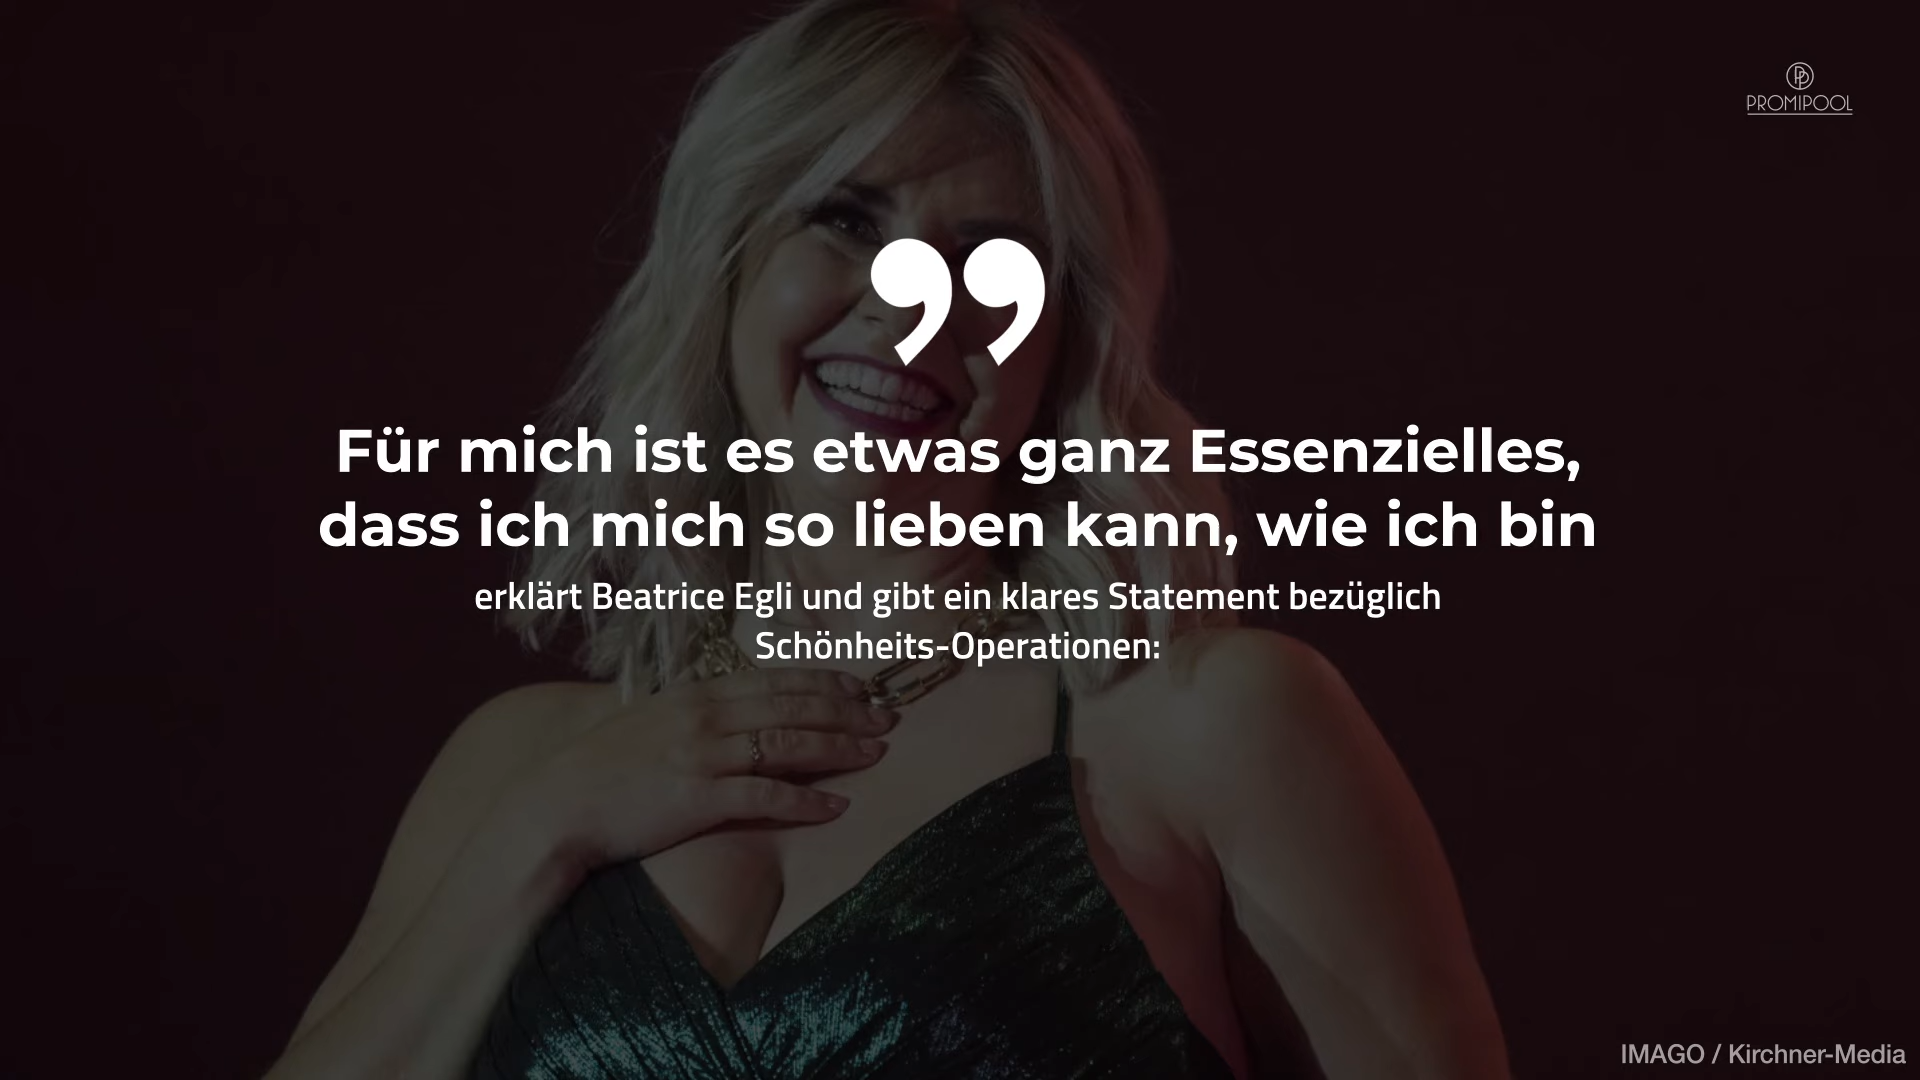 PROMIPOOL
”
Für mich ist es etwas ganz Essenzielles,
dass ich mich so lieben kann, wie ich bin
erklärt Beatrice Egli und gibt ein klares Statement bezüglich
Schönheits-Operationen:
IMAGO / Kirchner-Media